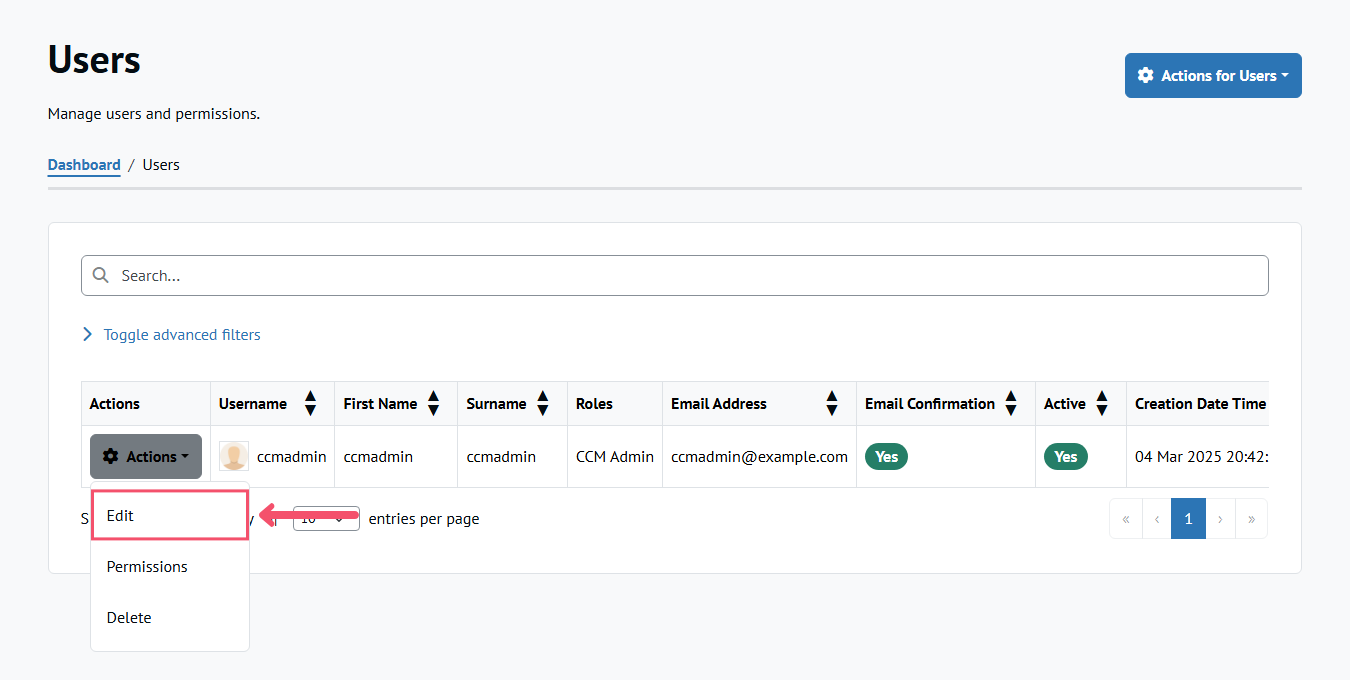 Users
Actions for Users
Manage users and permissions.
Dashboard / Users
Search...
Toggle advanced filters
Actions Username First Name Surname Roles Email Address Email Confirmation Active Creation Date Time
Actions ccmadmin ccmadmin ccmadmin CCM Admin ccmadmin@example.com Yes Yes 04 Mar 2025 20:42:
Edit
entries per page
« ‹ 1 › »
Permissions
Delete